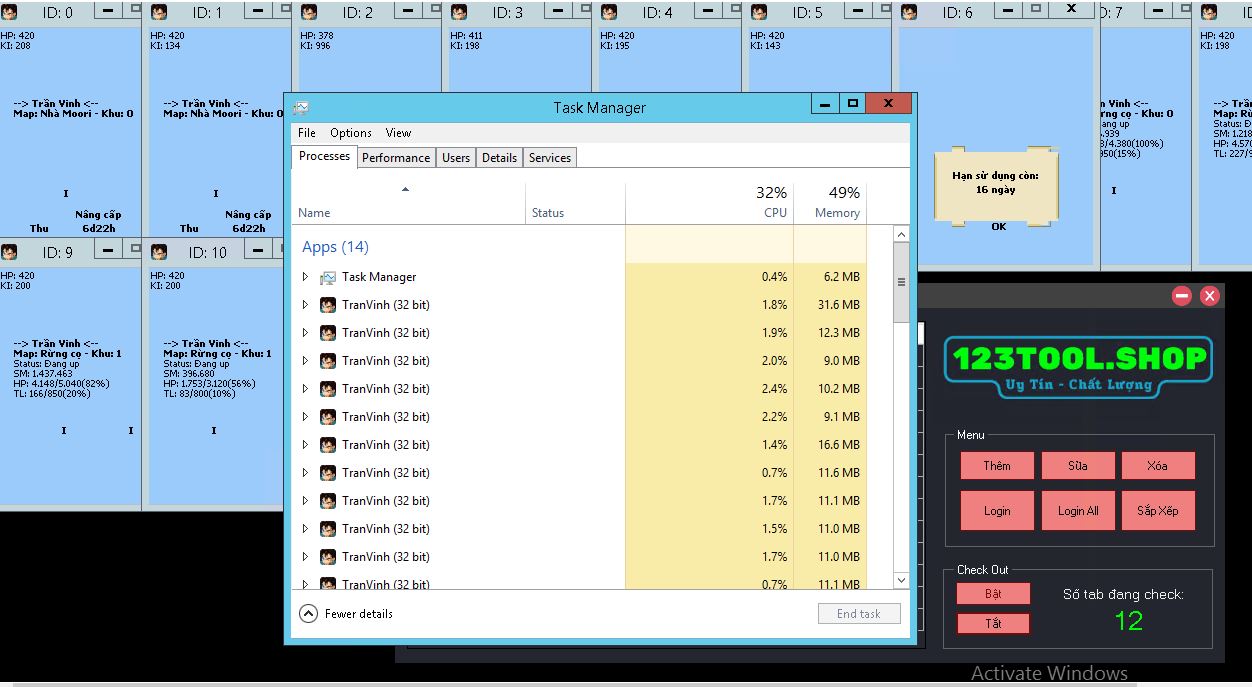 ID: 0
ID: 1
ID: 2
ID: 3
ID: 4
ID: 5
ID: 6
D: 7
HP: 420
KI: 208
HP: 420
KI: 134
HP: 378
KI: 996
HP: 411
KI: 198
HP: 420
KI: 195
HP: 420
KI: 143
HP: 420
KI: 198
--> Trần Vinh <--
Map: Nhà Moori - Khu: 0
--> Trần Vinh <--
Map: Nhà Moori - Khu: 0
I
I
Nâng cấp
Thu 6d22h
Nâng cấp
Thu 6d22h
Hạn sử dụng còn:
16 ngày
OK
n Vinh <--
ng cọ - Khu: 0
ang up
.939
/4.380(100%)
950(15%)
I
--> Trầ
Map: Rù
Status: Đ
SM: 1.218
HP: 4.570
TL: 227/9
ID: 9
ID: 10
HP: 420
KI: 200
HP: 420
KI: 200
--> Trần Vinh <--
Map: Rừng cọ - Khu: 1
Status: Đang up
SM: 1.437.463
HP: 4.148/5.040(82%)
TL: 166/850(20%)
I I
--> Trần Vinh <--
Map: Rừng cọ - Khu: 1
Status: Đang up
SM: 396.680
HP: 1.753/3.120(56%)
TL: 83/800(10%)
I
Task Manager
File Options View
Processes Performance Users Details Services
32% 49%
Name Status CPU Memory
Apps (14)
Task Manager 0.4% 6.2 MB
TranVinh (32 bit) 1.8% 31.6 MB
TranVinh (32 bit) 1.9% 12.3 MB
TranVinh (32 bit) 2.0% 9.0 MB
TranVinh (32 bit) 2.4% 10.2 MB
TranVinh (32 bit) 2.2% 9.1 MB
TranVinh (32 bit) 1.4% 16.6 MB
TranVinh (32 bit) 0.7% 11.6 MB
TranVinh (32 bit) 1.7% 11.1 MB
TranVinh (32 bit) 1.5% 11.0 MB
TranVinh (32 bit) 1.7% 11.0 MB
TranVinh (32 bit) 0.7% 11.1 MB
Fewer details
End task
123TOOL.SHOP
Uy Tín - Chất Lượng
Menu
Thêm Sửa Xóa
Login Login All Sắp Xếp
Check Out
Bật
Tắt
Số tab đang check:
12
Activate Windows